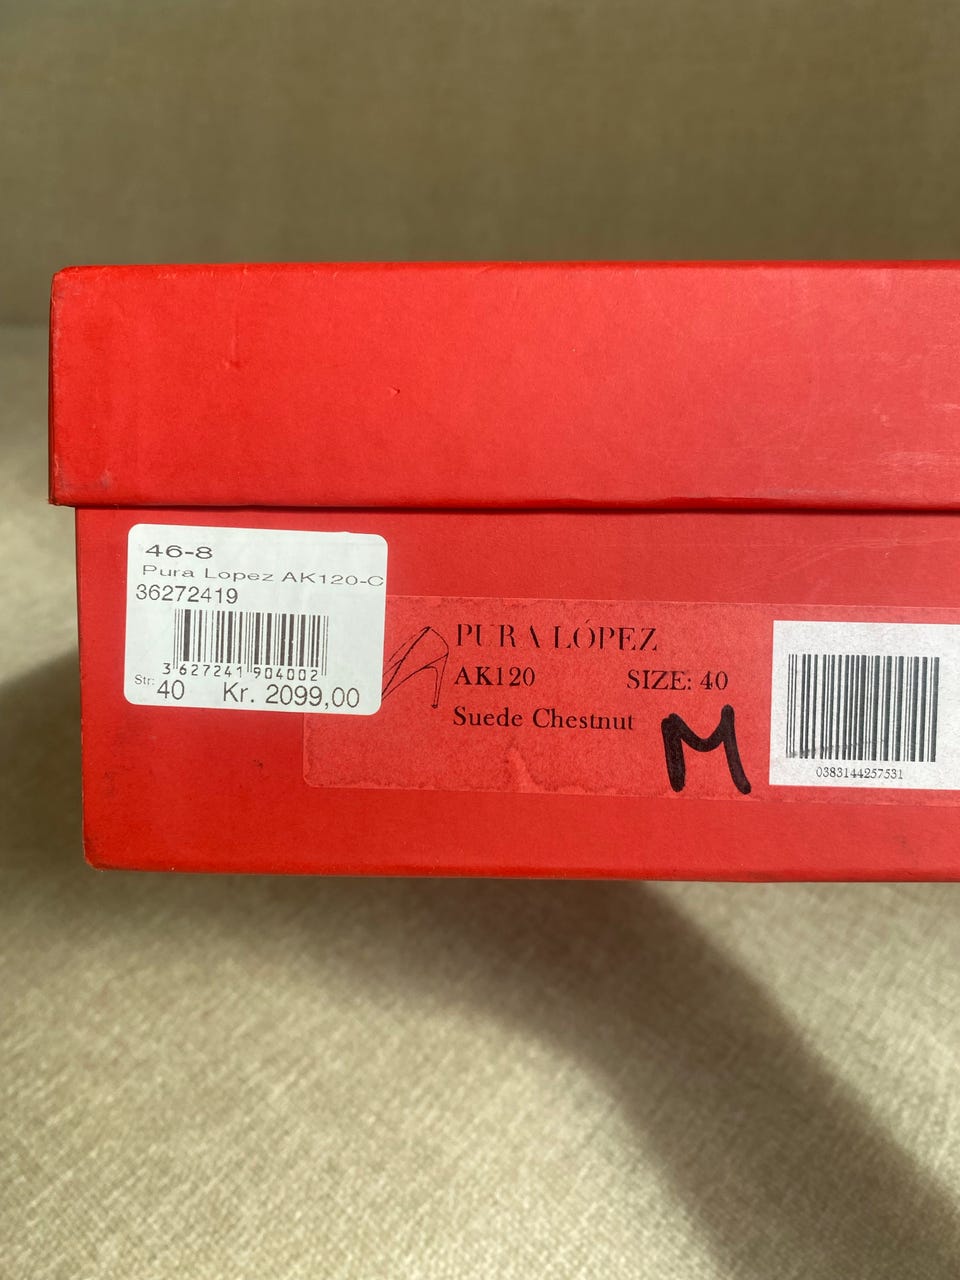 46-8
Pura Lopez AK120-C
36272419
3 627241 904002
Str: 40 Kr. 2099,00
PURA LÓPEZ
AK120 SIZE: 40
Suede Chestnut
M
0383144257531